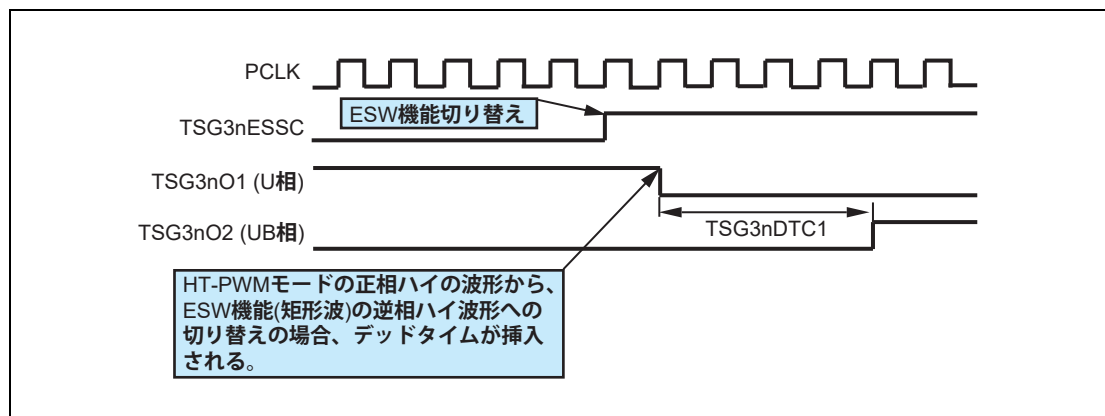 PCLK
ESW機能切り替え
TSG3nESSC
TSG3nO1 (U相)
TSG3nDTC1
TSG3nO2 (UB相)
HT-PWMモードの正相ハイの波形から、
ESW機能(矩形波)の逆相ハイ波形への
切り替えの場合、デッドタイムが挿入
される。